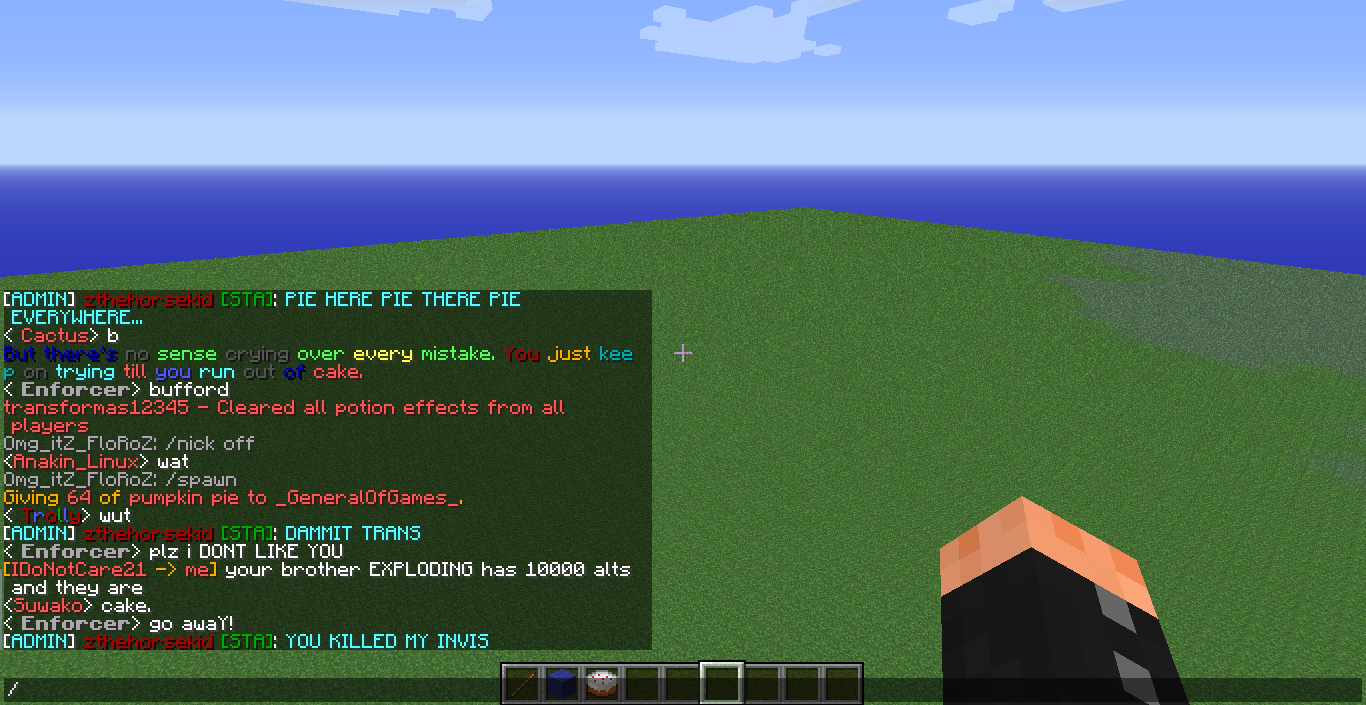 [ADMIN] zthehorsekid [STA]: PIE HERE PIE THERE PIE
EVERYWHERE...
< Cactus> b
But there's no sense crying over every mistake. You just kee
p on trying till you run out of cake.
< Enforcer> bufford
transformas12345 - Cleared all potion effects from all
players
Omg_itZ_FloRoZ: /nick off
<Anakin_Linux> wat
Omg_itZ_FloRoZ: /spawn
Giving 64 of pumpkin pie to _GeneralOfGames_.
< Trolly> wut
[ADMIN] zthehorsekid [STA]: DAMMIT TRANS
< Enforcer> plz i DONT LIKE YOU
[IDoNotCare21 -> me] your brother EXPLODING has 10000 alts
and they are
<Suwako> cake.
< Enforcer> go awaY!
[ADMIN] zthehorsekid [STA]: YOU KILLED MY INVIS
/